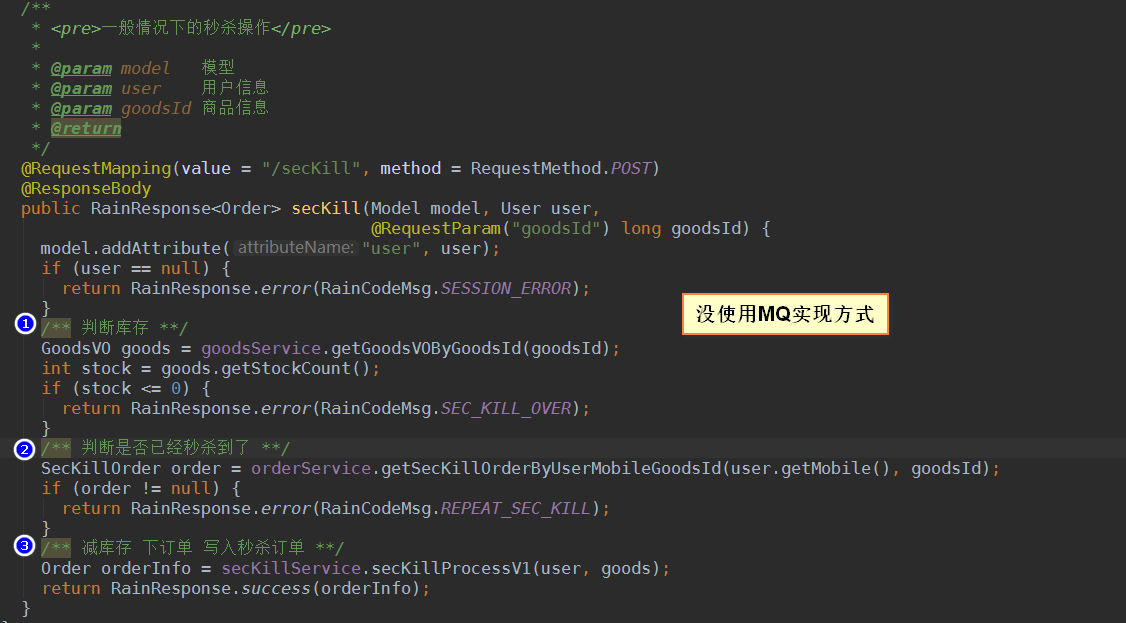 /**
 * <pre>一般情况下的秒杀操作</pre>
 *
 * @param model 模型
 * @param user 用户信息
 * @param goodsId 商品信息
 * @return
 */
@RequestMapping(value = "/secKill", method = RequestMethod.POST)
@ResponseBody
public RainResponse<Order> secKill(Model model, User user,
@RequestParam("goodsId") long goodsId) {
model.addAttribute( attributeName: "user", user);
if (user == null) {
return RainResponse.error(RainCodeMsg.SESSION_ERROR);
}
没使用MQ实现方式
1 /** 判断库存 **/
GoodsVO goods = goodsService.getGoodsVOByGoodsId(goodsId);
int stock = goods.getStockCount();
if (stock <= 0) {
return RainResponse.error(RainCodeMsg.SEC_KILL_OVER);
}
2 /** 判断是否已经秒杀到了 **/
SecKillOrder order = orderService.getSecKillOrderByUserMobileGoodsId(user.getMobile(), goodsId);
if (order != null) {
return RainResponse.error(RainCodeMsg.REPEAT_SEC_KILL);
}
3 /** 减库存 下订单 写入秒杀订单 **/
Order orderInfo = secKillService.secKillProcessV1(user, goods);
return RainResponse.success(orderInfo);
}